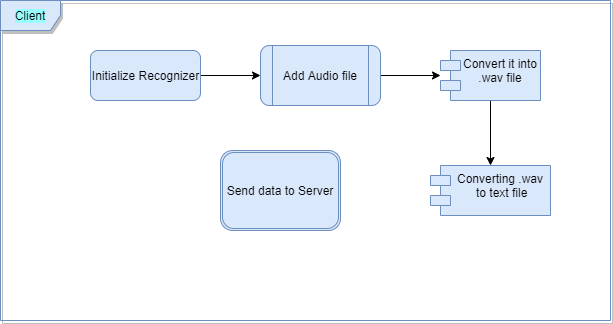 Client
Initialize Recognizer
Add Audio file
Convert it into
.wav file
Send data to Server
Converting .wav
to text file